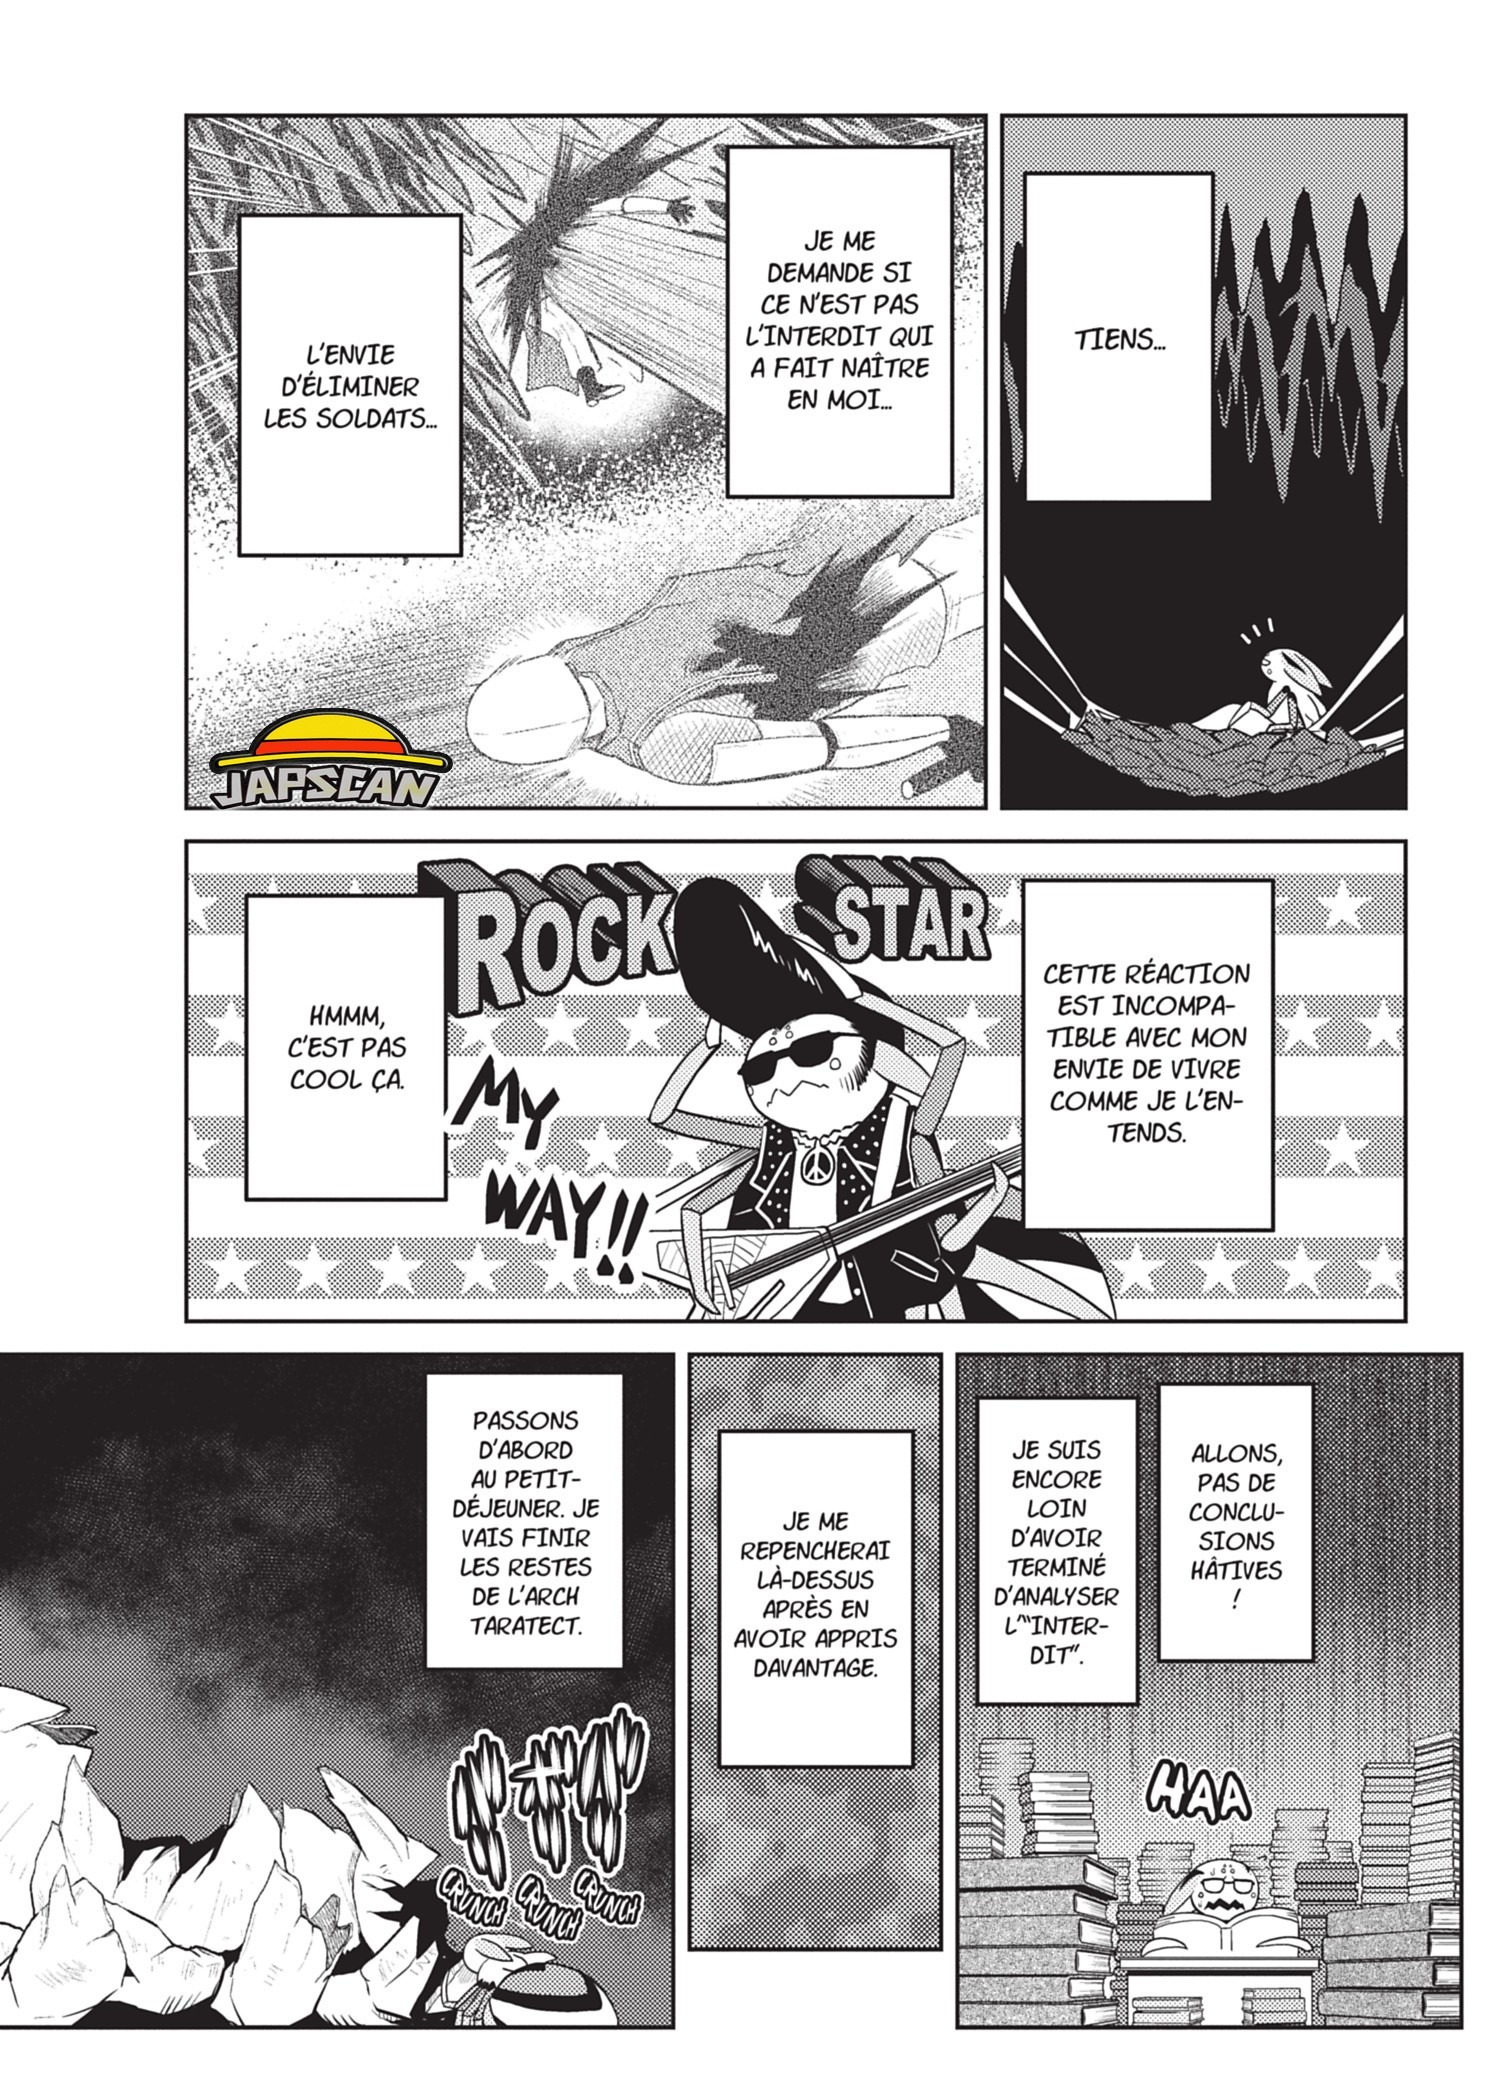 TIENS...
JE ME
DEMANDE SI
CE N'EST PAS
L'INTERDIT QUI
A FAIT NAÎTRE
EN MOI...
L'ENVIE
D'ÉLIMINER
LES SOLDATS...
JAPSCAN
CETTE RÉACTION
EST INCOMPA-
TIBLE AVEC MON
ENVIE DE VIVRE
COMME JE L'EN-
TENDS.
ROCK STAR
MY
WAY!!
HMMM,
C'EST PAS
COOL ÇA.
ALLONS,
PAS DE
CONCLU-
SIONS
HÂTIVES
!
JE SUIS
ENCORE
LOIN
D'AVOIR
TERMINÉ
D'ANALYSER
L'"INTER-
DIT".
HAA
JE ME
REPENCHERAI
LÀ-DESSUS
APRÈS EN
AVOIR APPRIS
DAVANTAGE.
PASSONS
D'ABORD
AU PETIT-
DÉJEUNER. JE
VAIS FINIR
LES RESTES
DE L'ARCH
TARATECT.
CRUNCH
CRUNCH
CRUNCH